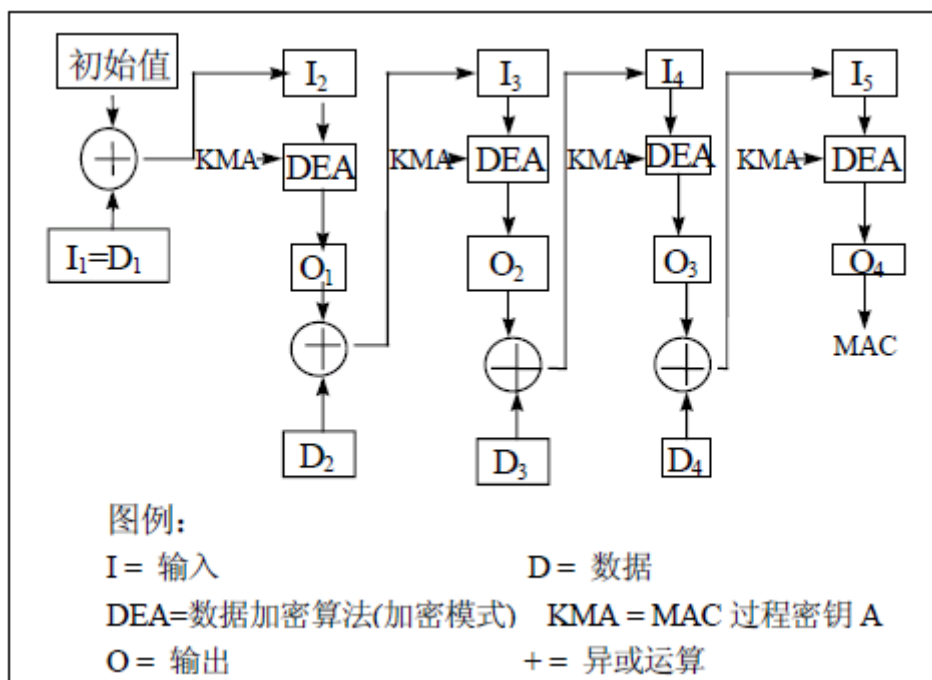 初始值 I₂ I₃ I₄ I₅
KMA DEA KMA DEA KMA DEA KMA DEA
I₁=D₁ O₁ O₂ O₃ O₄
MAC
D₂ D₃ D₄
图例：
I = 输入 D = 数据
DEA=数据加密算法(加密模式) KMA = MAC 过程密钥 A
O = 输出 + = 异或运算